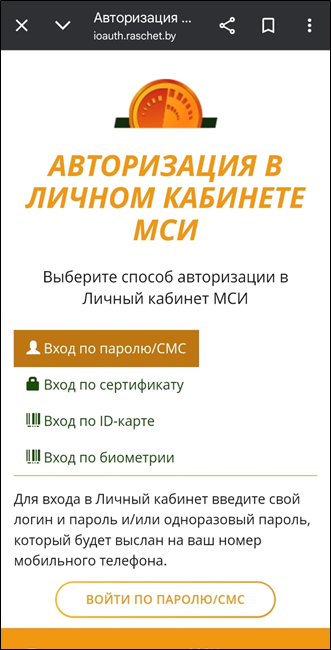 Авторизация ...
ioauth.raschet.by
АВТОРИЗАЦИЯ В
ЛИЧНОМ КАБИНЕТЕ
МСИ
Выберите способ авторизации в
Личный кабинет МСИ
Вход по паролю/СМС
Вход по сертификату
Вход по ID-карте
Вход по биометрии
Для входа в Личный кабинет введите свой
логин и пароль и/или одноразовый пароль,
который будет выслан на ваш номер
мобильного телефона.
ВОЙТИ ПО ПАРОЛЮ/СМС